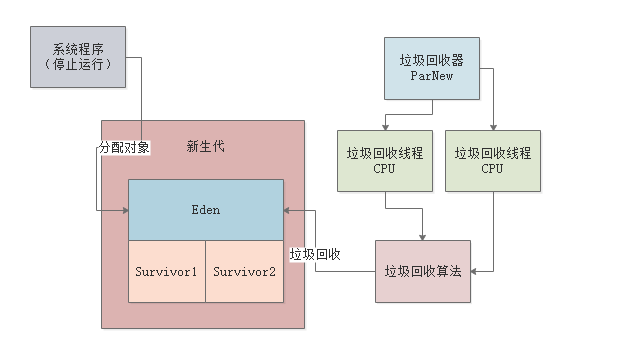 系统程序
（停止运行）
垃圾回收器
ParNew
分配对象
新生代
垃圾回收线程
CPU
垃圾回收线程
CPU
Eden
垃圾回收
Survivor1
Survivor2
垃圾回收算法